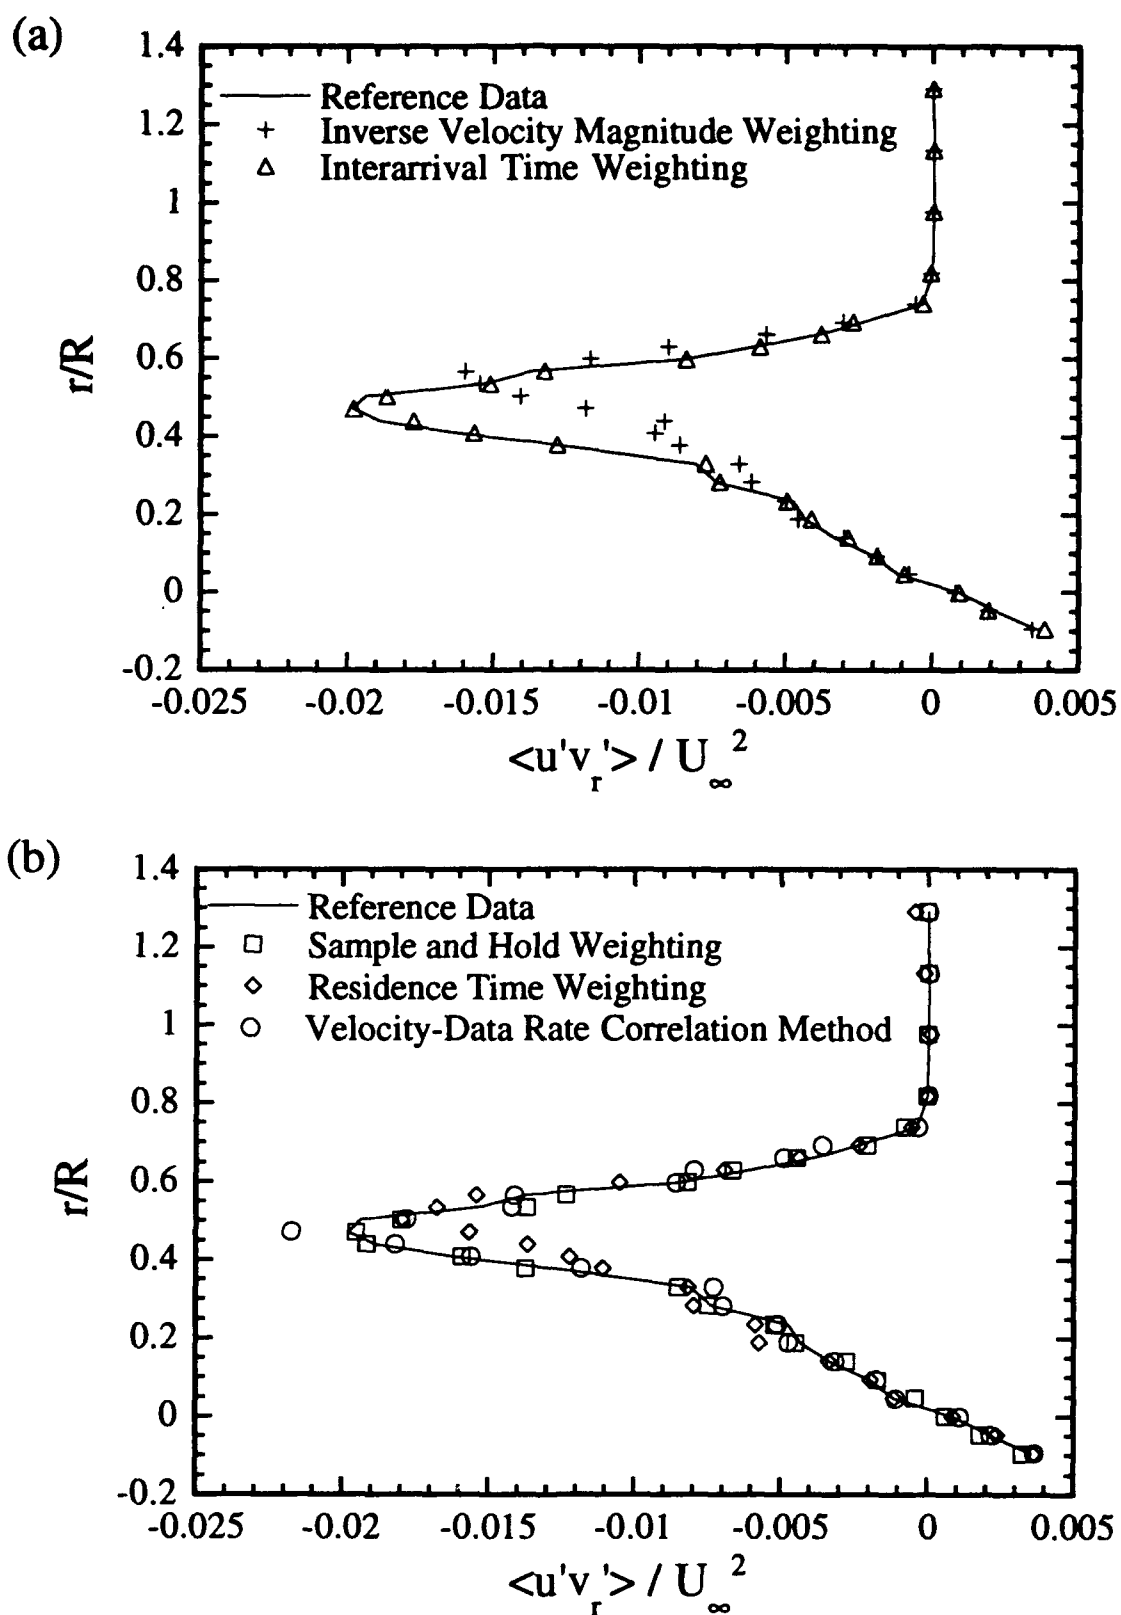 (a)
1.4
1.2
1
0.8
0.6
0.4
0.2
0
-0.2
r/R
Reference Data
Inverse Velocity Magnitude Weighting
Interarrival Time Weighting
-0.025 -0.02 -0.015 -0.01 -0.005 0 0.005
<u'v_r'> / U_∞^2
(b)
1.4
1.2
1
0.8
0.6
0.4
0.2
0
-0.2
r/R
Reference Data
Sample and Hold Weighting
Residence Time Weighting
Velocity-Data Rate Correlation Method
-0.025 -0.02 -0.015 -0.01 -0.005 0 0.005
<u'v_r'> / U_∞^2